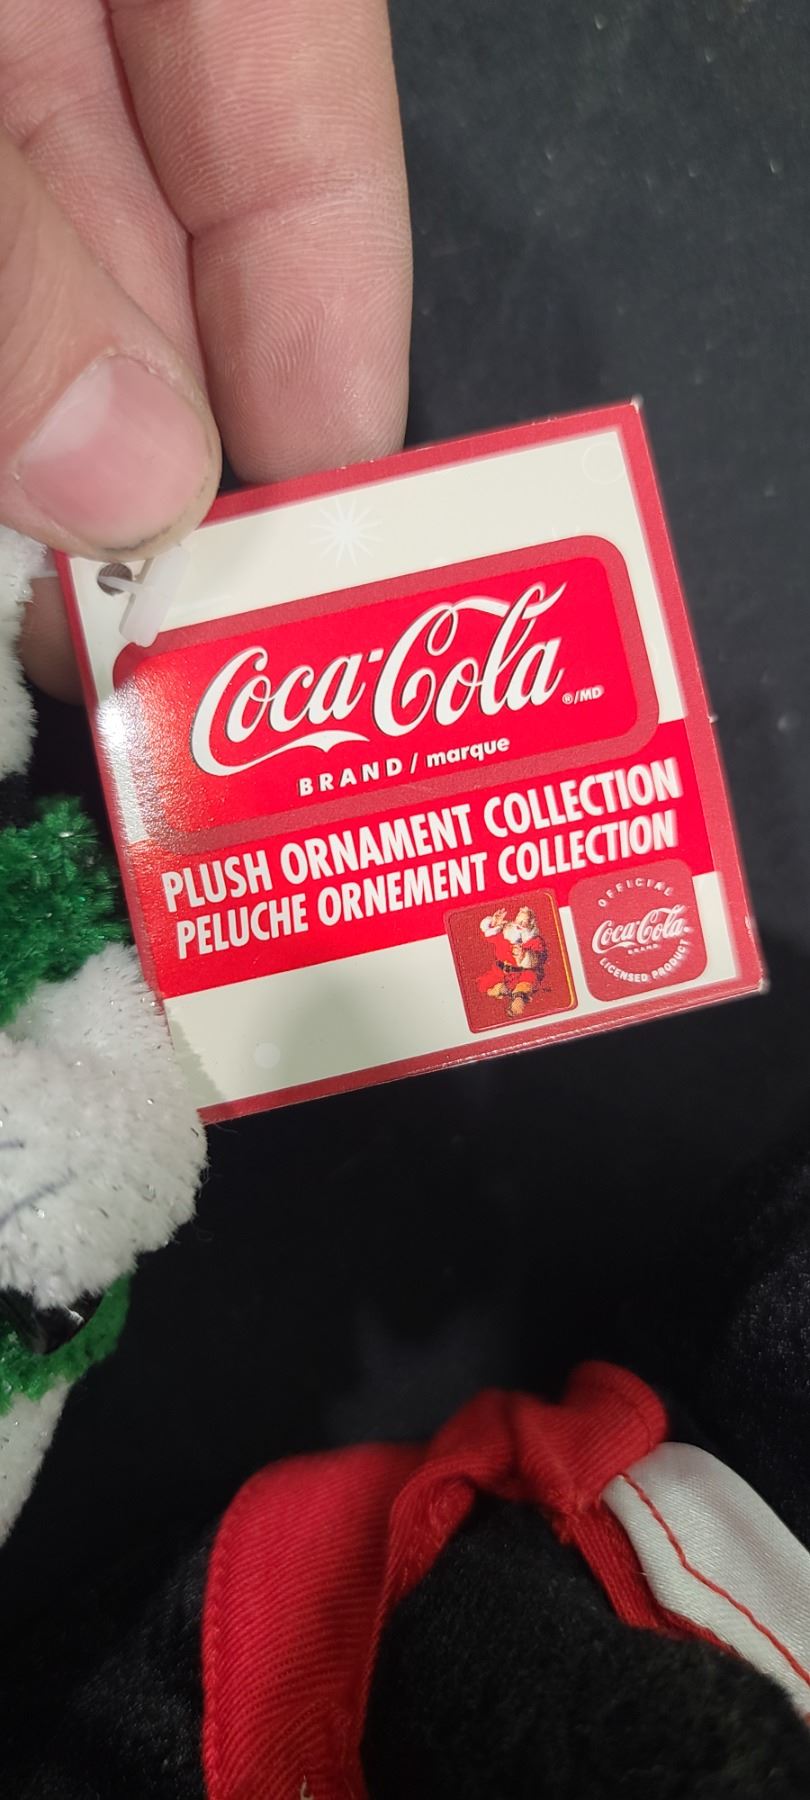 Coca-Cola ®/MD
BRAND / marque
PLUSH ORNAMENT COLLECTION
PELUCHE ORNEMENT COLLECTION
OFFICIAL
Coca-Cola
BRAND
LICENSED PRODUCT